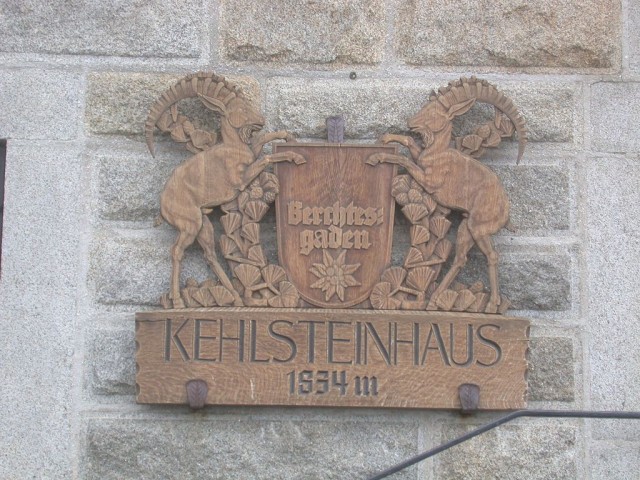 Berchtes=
gaden
KEHLSTEINHAUS
1834 m